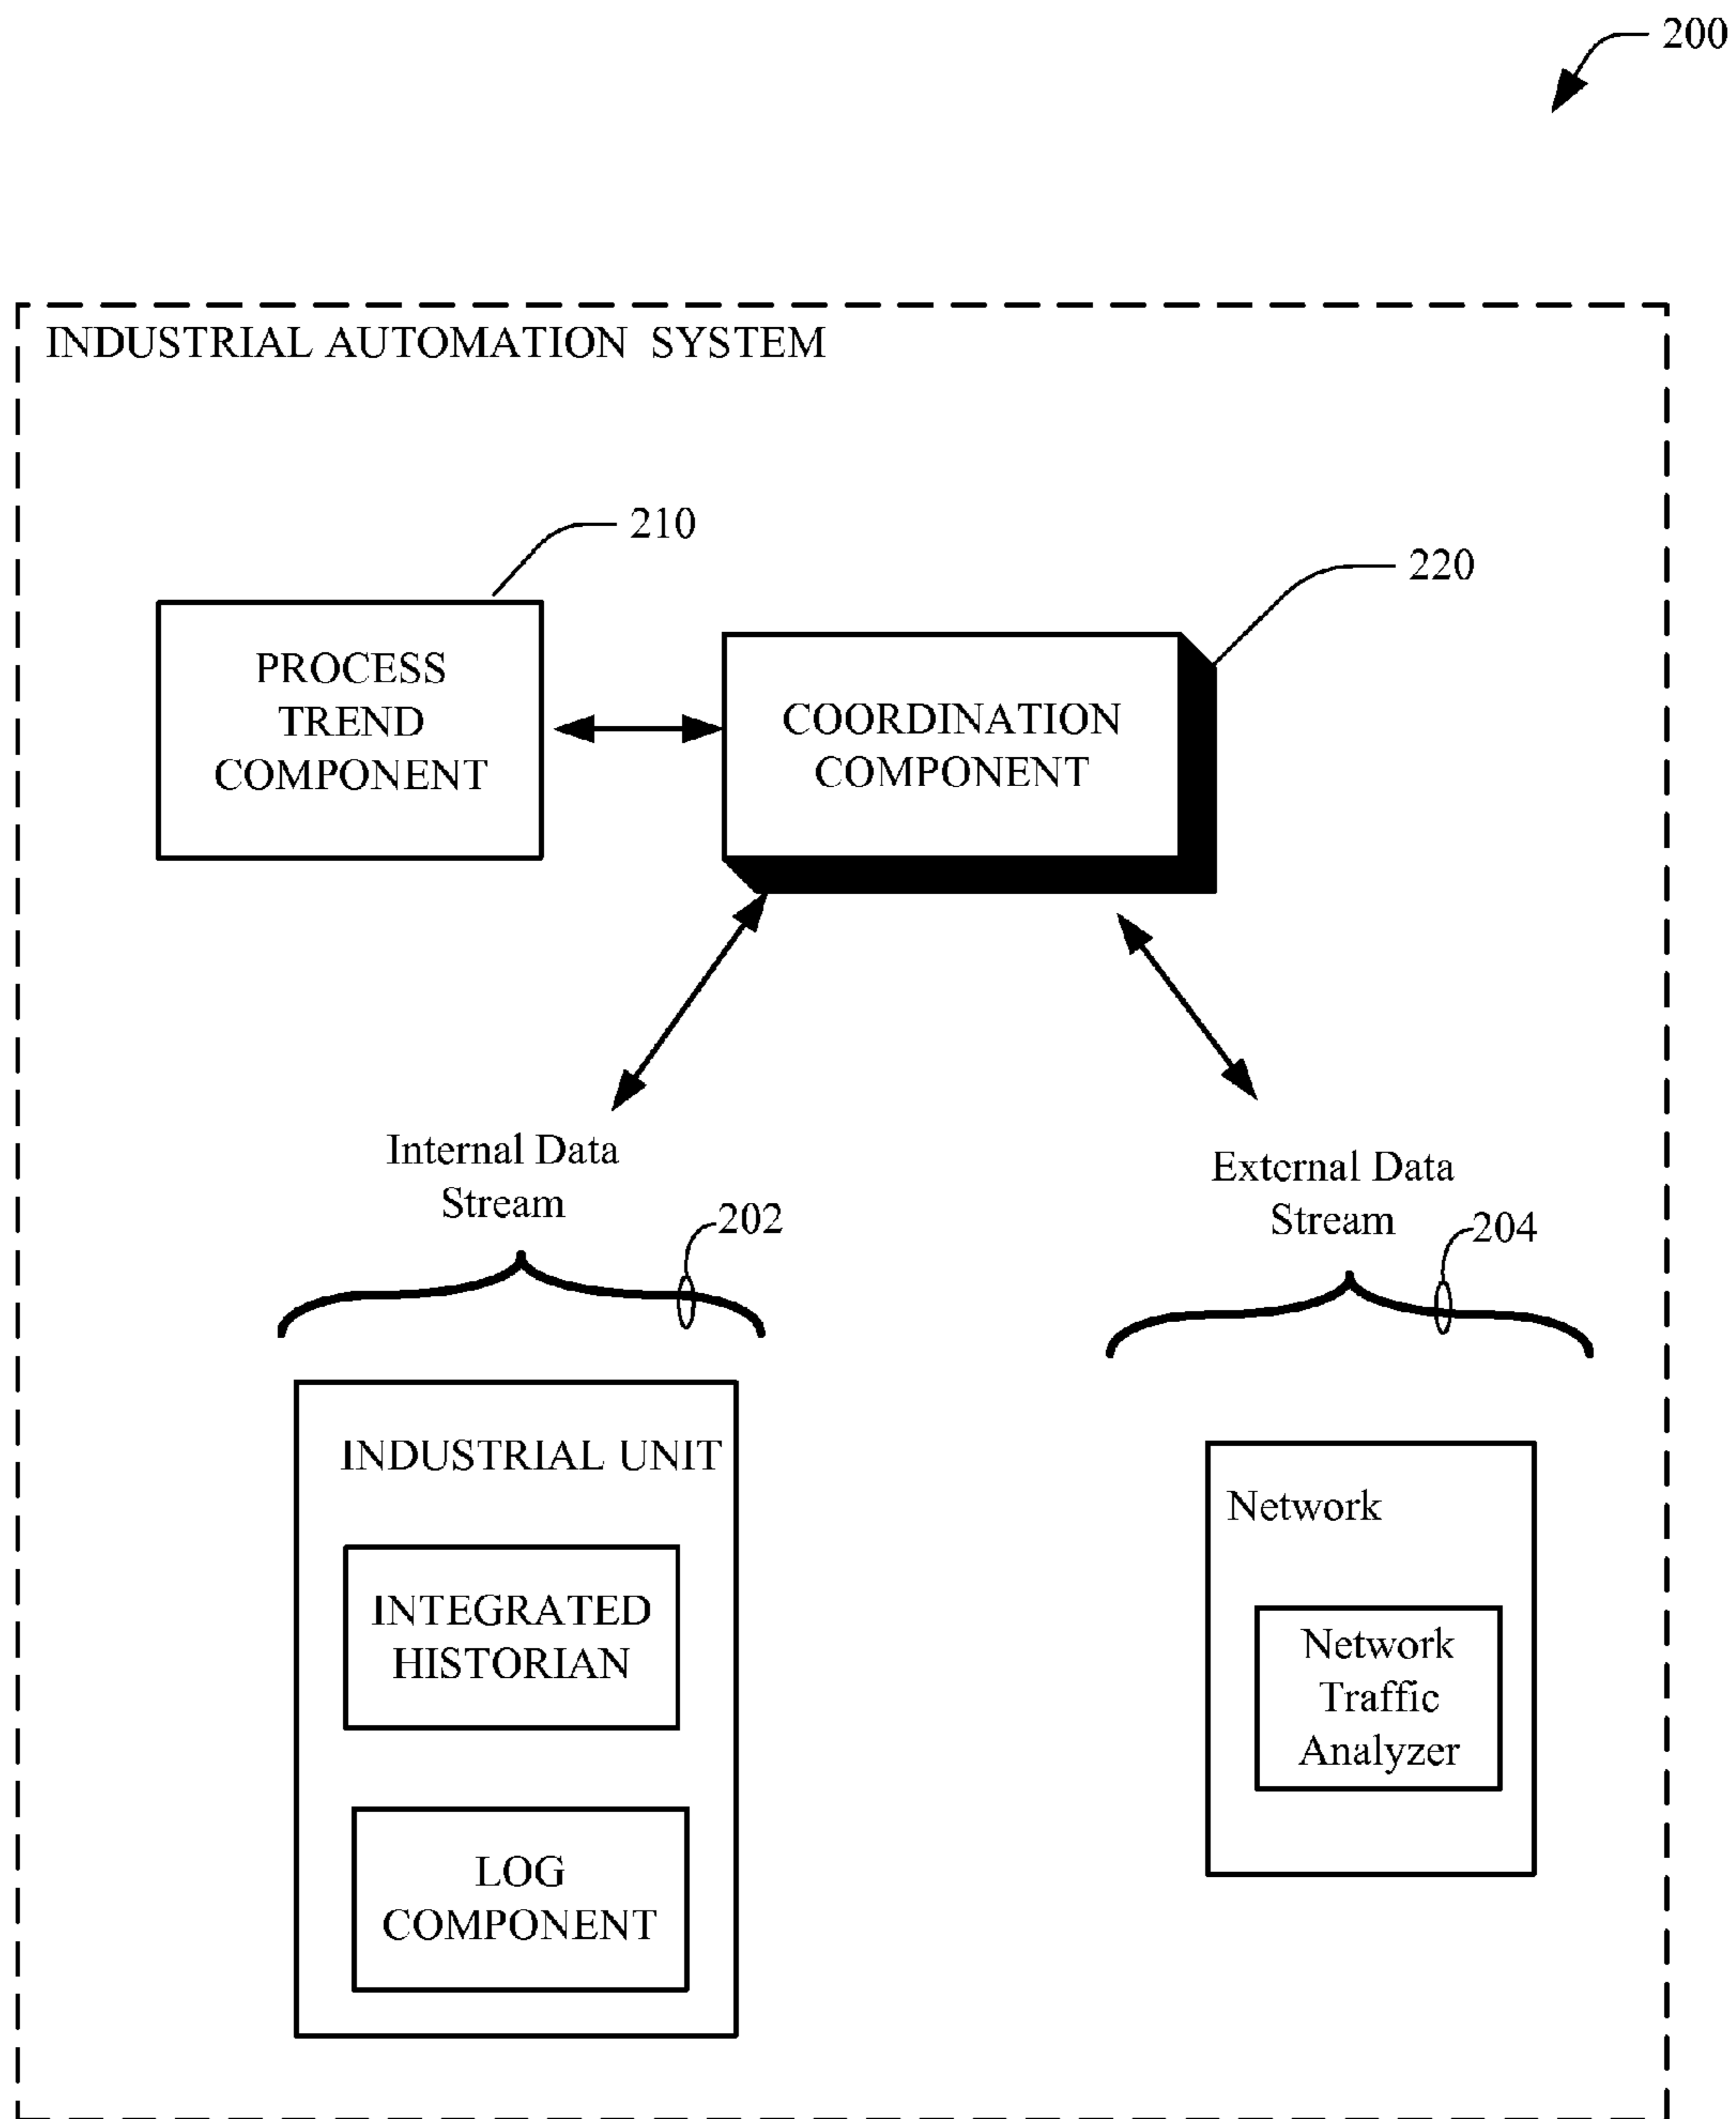 200
INDUSTRIAL AUTOMATION SYSTEM
210
220
PROCESS
TREND
COMPONENT
COORDINATION
COMPONENT
Internal Data
Stream
202
External Data
Stream
204
INDUSTRIAL UNIT
INTEGRATED
HISTORIAN
LOG
COMPONENT
Network
Network
Traffic
Analyzer